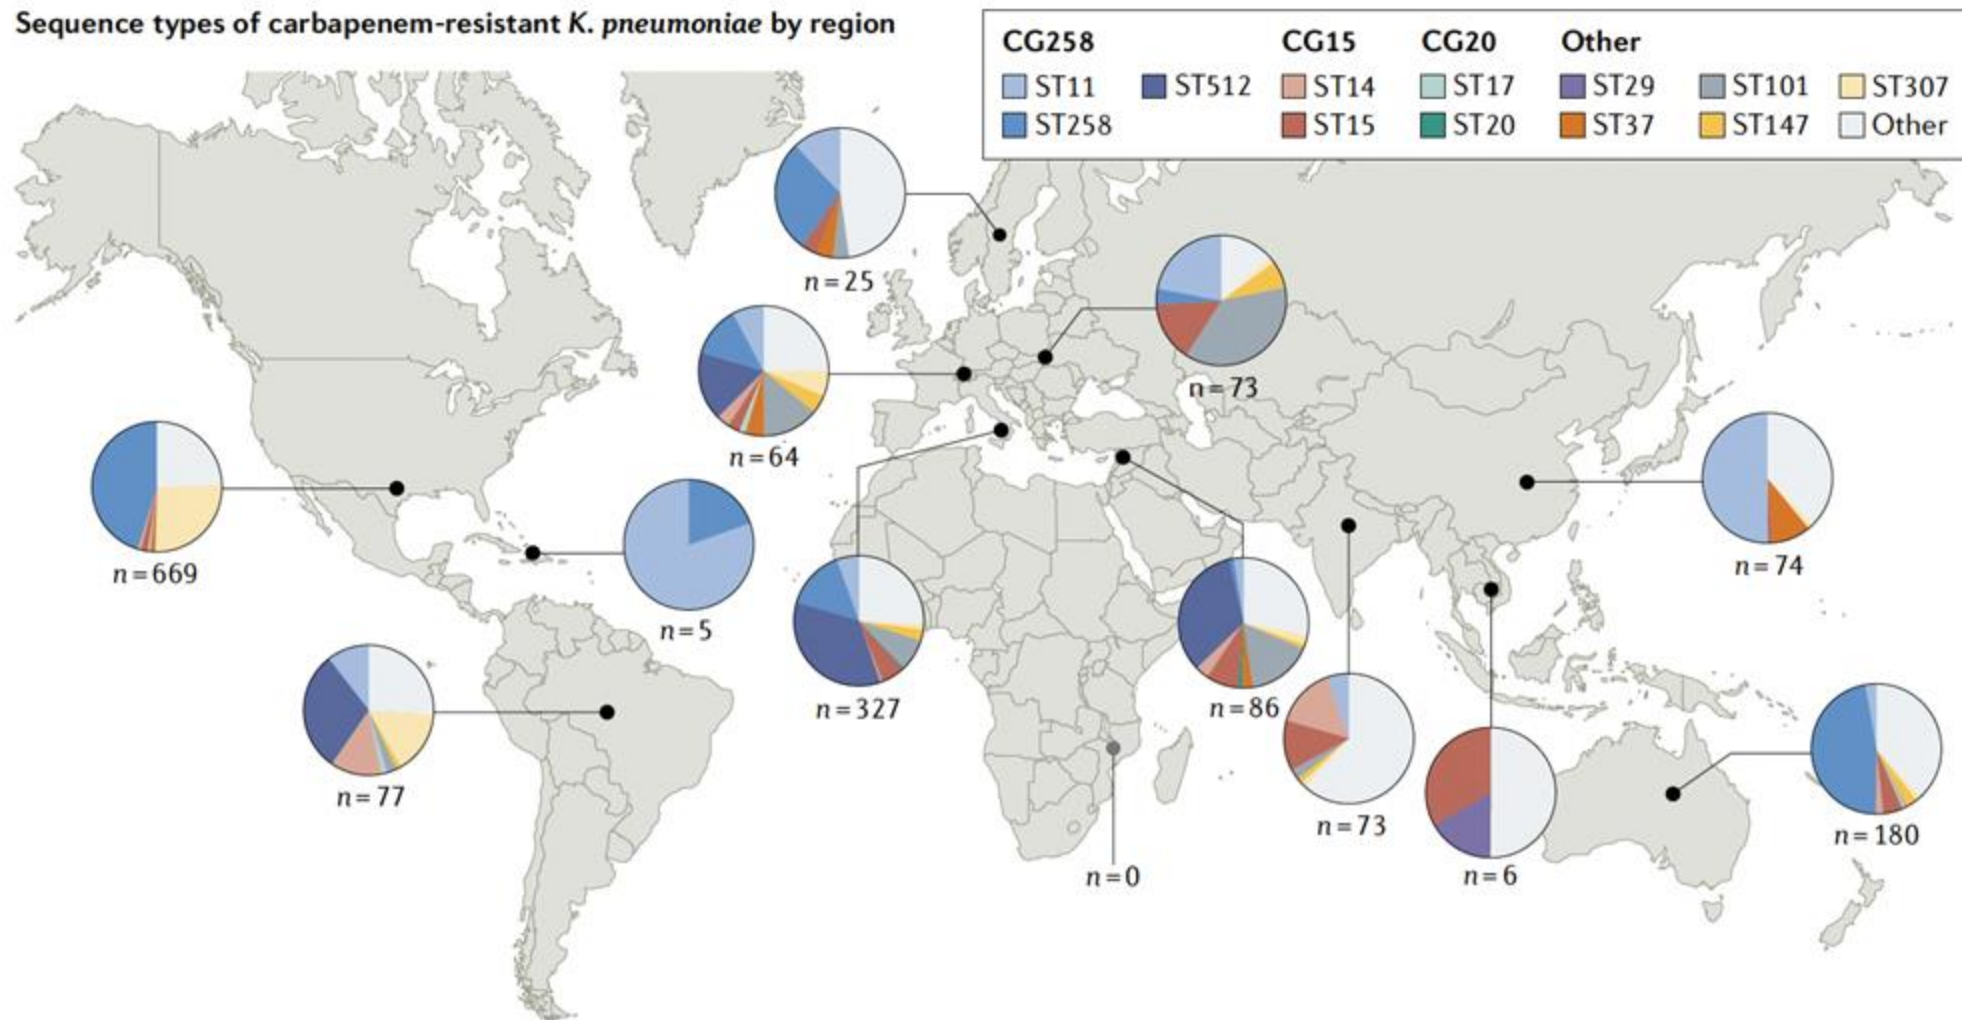 Sequence types of carbapenem-resistant K. pneumoniae by region
CG258 CG15 CG20 Other
ST11 ST512 ST14 ST17 ST29 ST101 ST307
ST258 ST15 ST20 ST37 ST147 Other
n=25
n=73
n=64
n=669
n=74
n=5
n=327
n=86
n=77
n=73
n=180
n=0
n=6